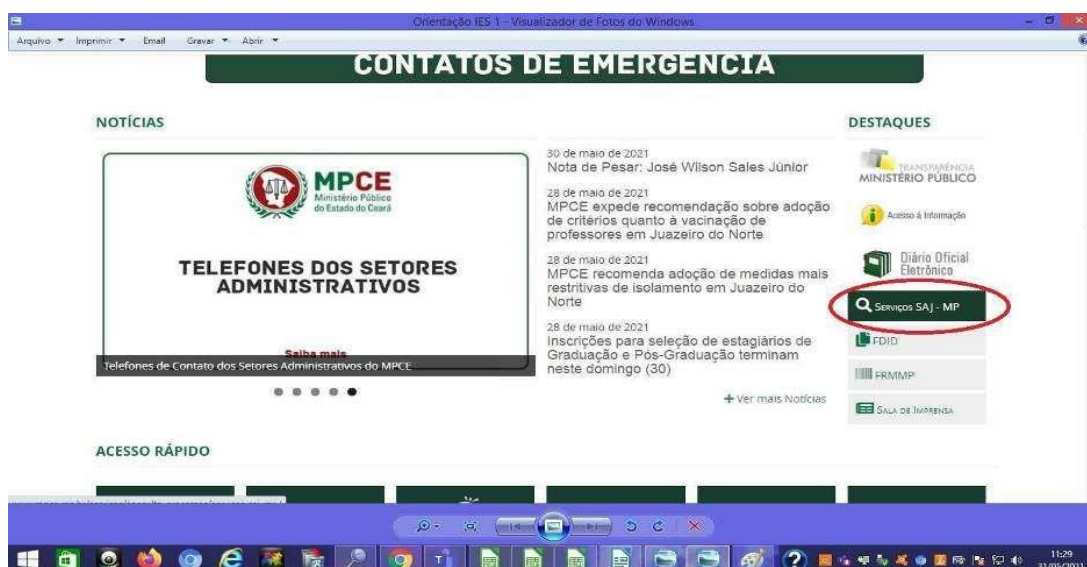 Orientação IES 1 - Visualizador de Fotos do Windows
Arquivo Imprimir Email Gravar Abrir
CONTATOS DE EMERGÊNCIA
NOTÍCIAS
MPCE
Ministério Público
do Estado do Ceará
TELEFONES DOS SETORES
ADMINISTRATIVOS
Saiba mais
Telefones de Contato dos Setores Administrativos do MPCE
30 de maio de 2021
Nota de Pesar: José Wilson Sales Júnior
28 de maio de 2021
MPCE expede recomendação sobre adoção
de critérios quanto à vacinação de
professores em Juazeiro do Norte
28 de maio de 2021
MPCE recomenda adoção de medidas mais
restritivas de isolamento em Juazeiro do
Norte
28 de maio de 2021
Inscrições para seleção de estagiários de
Graduação e Pós-Graduação terminam
neste domingo (30)
+ Ver mais Notícias
DESTAQUES
TRANSPARÊNCIA
MINISTÉRIO PÚBLICO
Acesso à Informação
Diário Oficial
Eletrônico
Serviços SAJ - MP
FDID
FRMMP
Sala de Imprensa
ACESSO RÁPIDO
11:29
31/05/2021